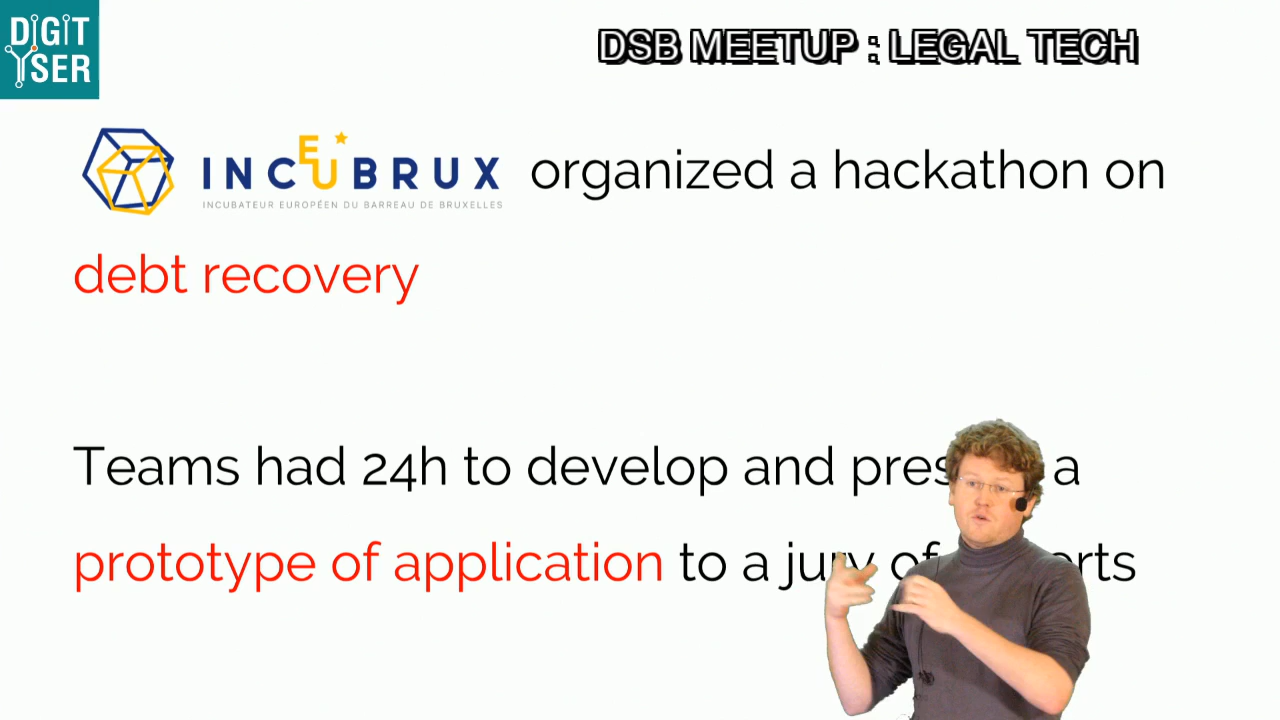 DIGIT
YSER
DSB MEETUP : LEGAL TECH
INCEUBRUX organized a hackathon on
INCUBATEUR EUROPÉEN DU BARREAU DE BRUXELLES
debt recovery
Teams had 24h to develop and a
prototype of application to a jury